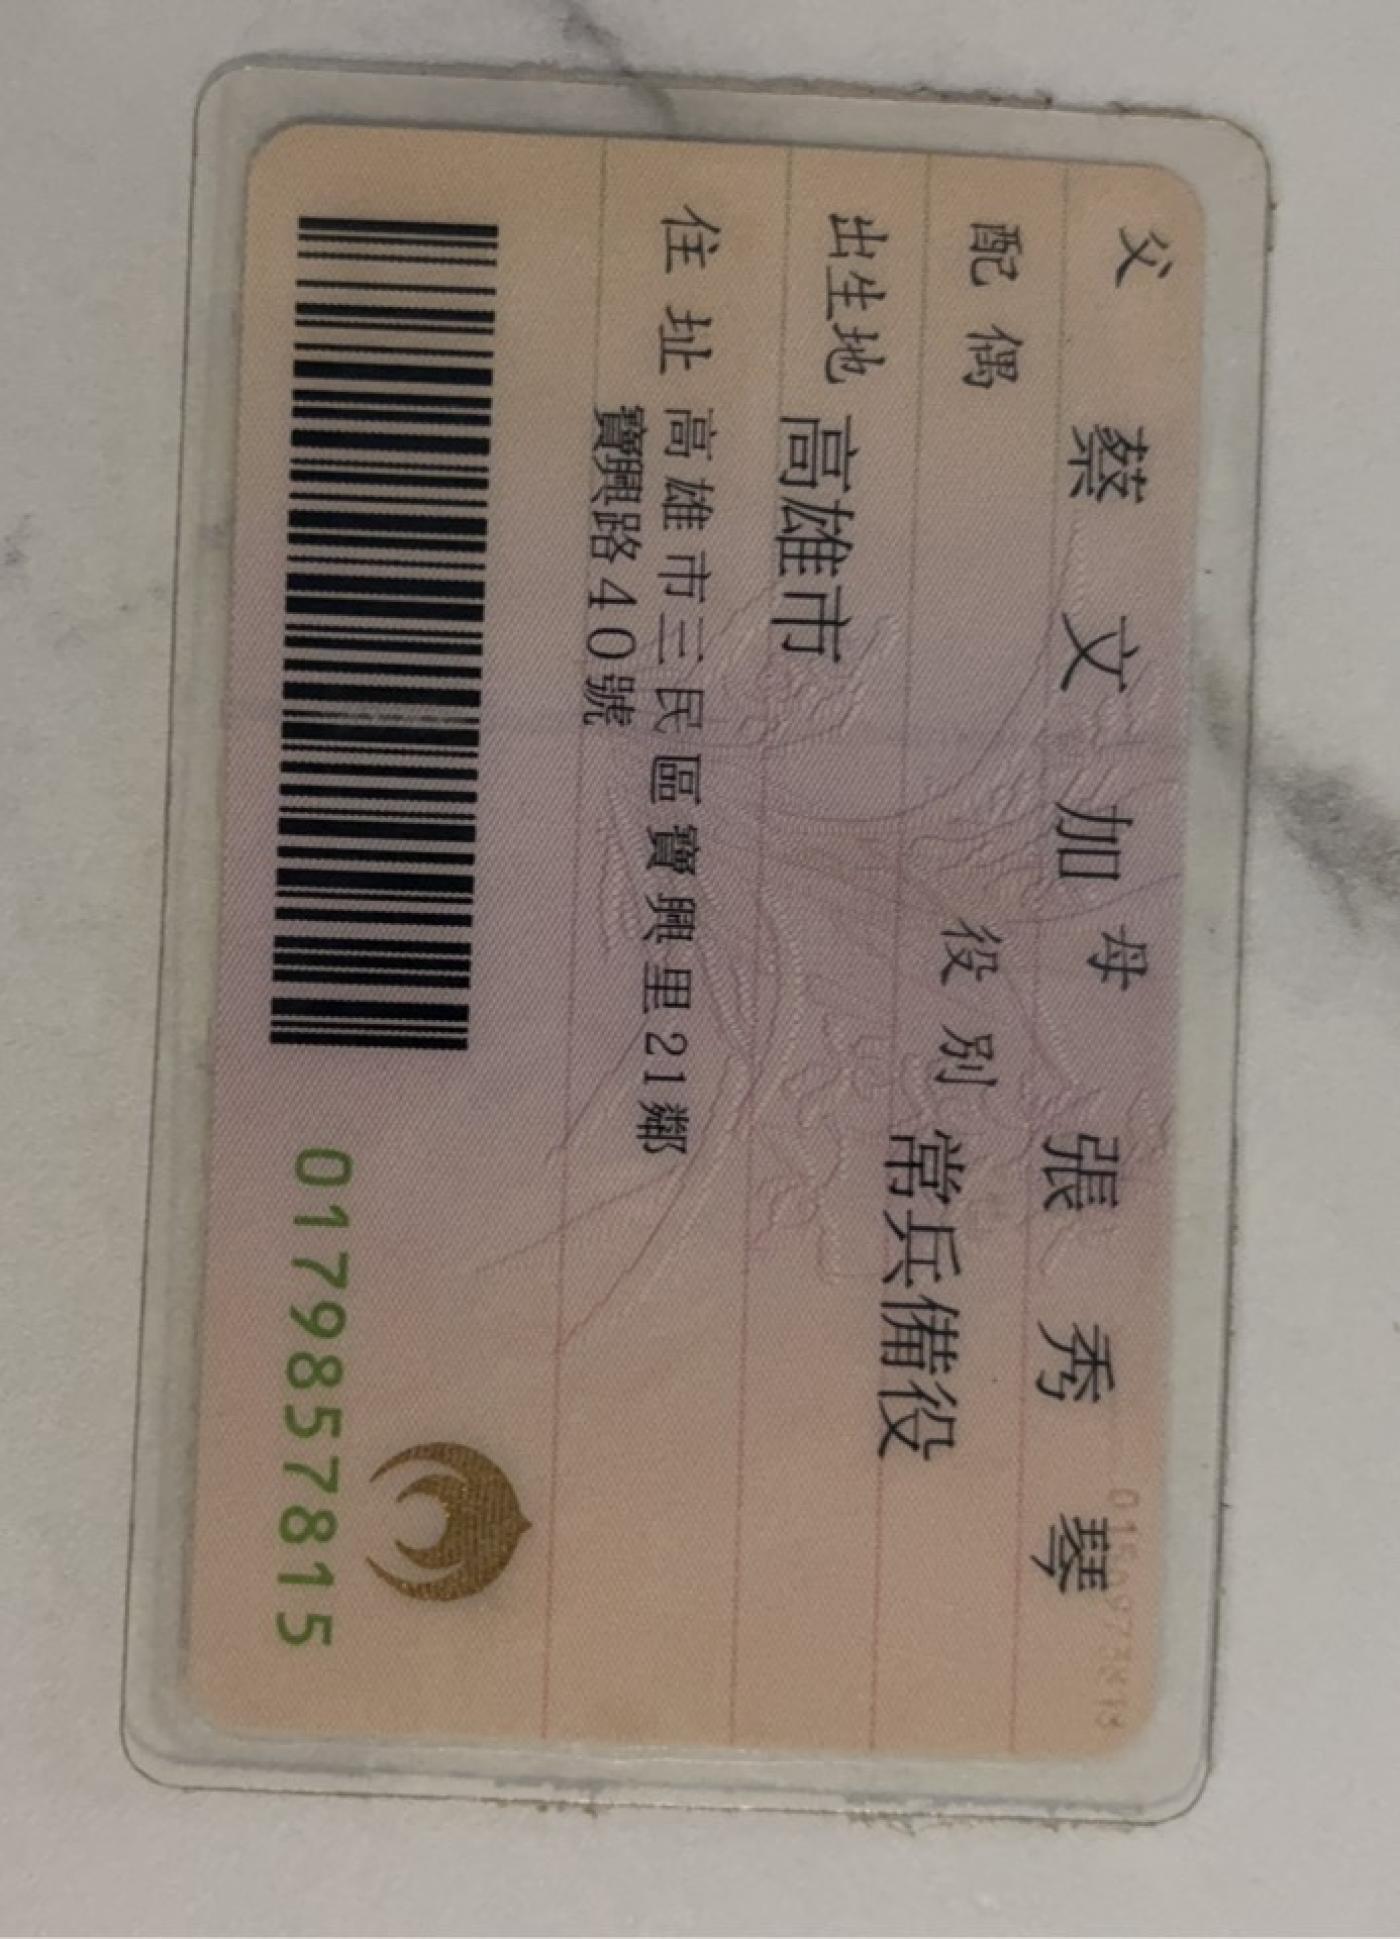 父 蔡文加 母 張秀琴
配偶 役別 常兵備役
出生地 高雄市
住址 高雄市三民區寶興里21鄰
寶興路40號
0179857815